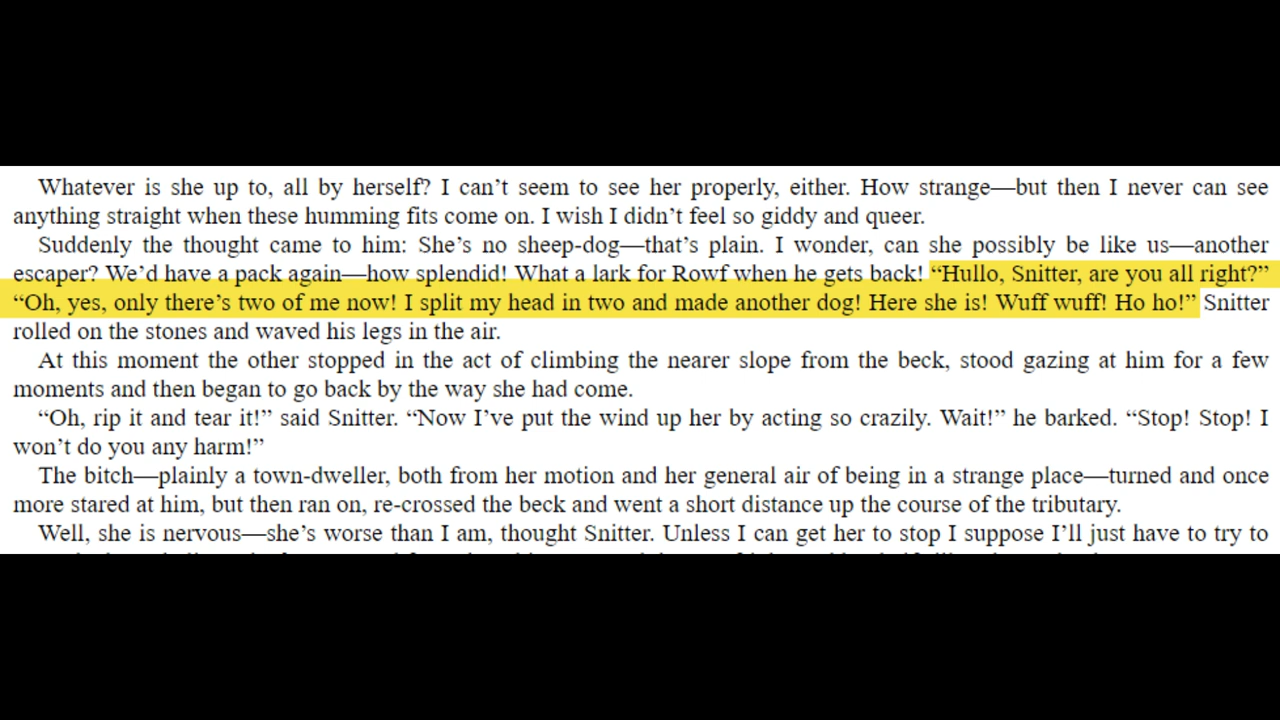 Whatever is she up to, all by herself? I can’t seem to see her properly, either. How strange—but then I never can see
anything straight when these humming fits come on. I wish I didn’t feel so giddy and queer.
Suddenly the thought came to him: She’s no sheep-dog—that’s plain. I wonder, can she possibly be like us—another
escaper? We’d have a pack again—how splendid! What a lark for Rowf when he gets back! “Hullo, Snitter, are you all right?”
“Oh, yes, only there’s two of me now! I split my head in two and made another dog! Here she is! Wuff wuff! Ho ho!” Snitter
rolled on the stones and waved his legs in the air.
At this moment the other stopped in the act of climbing the nearer slope from the beck, stood gazing at him for a few
moments and then began to go back by the way she had come.
“Oh, rip it and tear it!” said Snitter. “Now I’ve put the wind up her by acting so crazily. Wait!” he barked. “Stop! Stop! I
won’t do you any harm!”
The bitch—plainly a town-dweller, both from her motion and her general air of being in a strange place—turned and once
more stared at him, but then ran on, re-crossed the beck and went a short distance up the course of the tributary.
Well, she is nervous—she’s worse than I am, thought Snitter. Unless I can get her to stop I suppose I’ll just have to try to